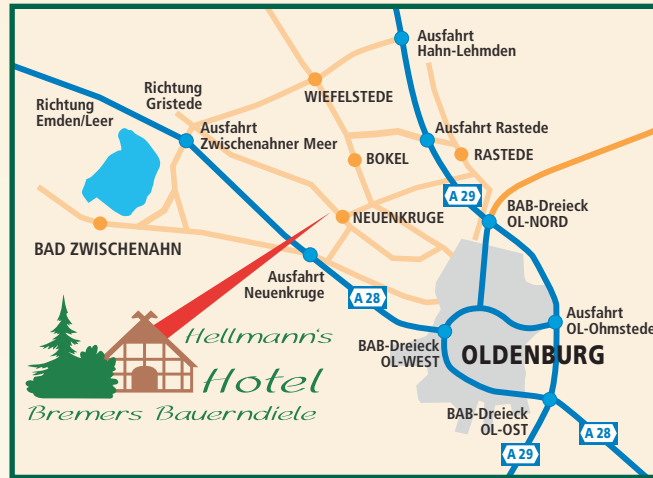 Ausfahrt
Hahn-Lehmden
Richtung
Gristede
WIEFELSTEDE
Richtung
Emden/Leer
Ausfahrt
Zwischenahner Meer
Ausfahrt Rastede
BOKEL
RASTEDE
A 29
BAB-Dreieck
OL-NORD
NEUENKRUGE
BAD ZWISCHENAHN
Ausfahrt
Neuenkruge
A 28
Ausfahrt
OL-Ohmstede
BAB-Dreieck
OL-WEST
OLDENBURG
Hellmann's
Hotel
Bremers Bauerndiele
BAB-Dreieck
OL-OST
A 28
A 29